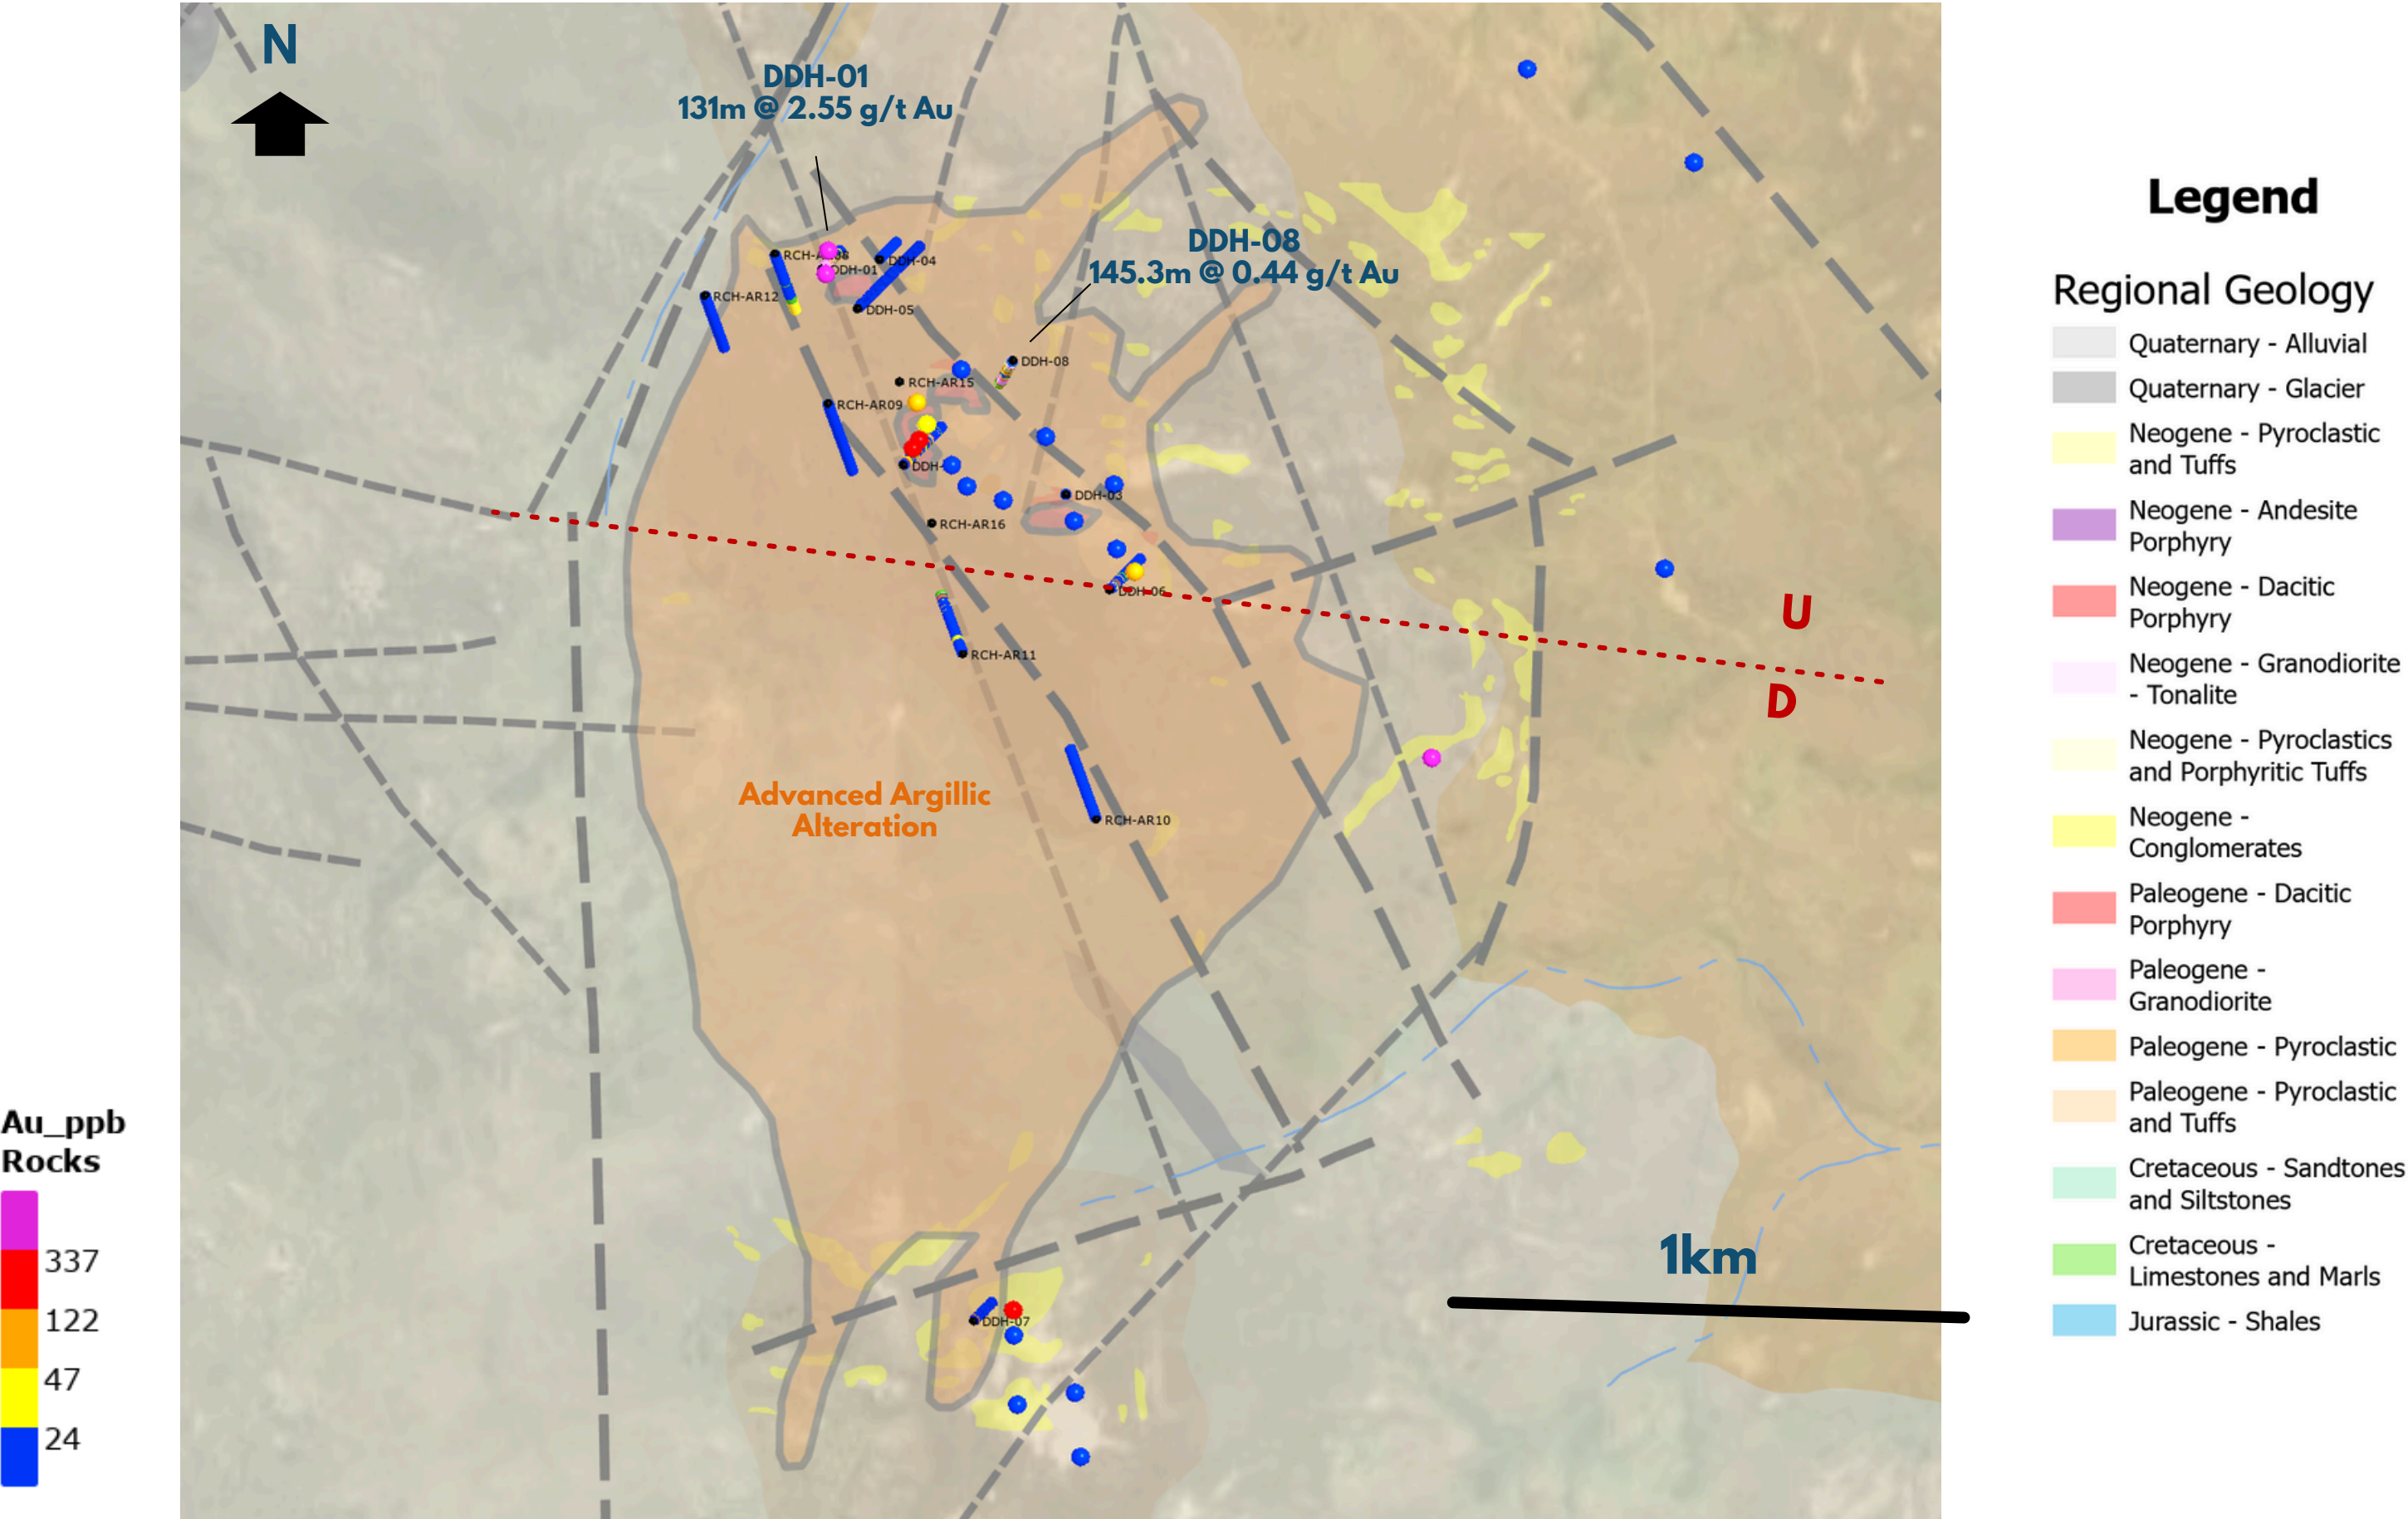 N
DDH-01
131m @ 2.55 g/t Au
DDH-08
145.3m @ 0.44 g/t Au
DDH-01
DDH-04
RCH-AR12
DDH-05
DDH-08
RCH-AR15
RCH-AR09
DDH-
DDH-03
RCH-AR16
DDH-06
U
RCH-AR11
D
Advanced Argillic
Alteration
RCH-AR10
1km
DDH-07
Au_ppb
Rocks
337
122
47
24
Legend
Regional Geology
Quaternary - Alluvial
Quaternary - Glacier
Neogene - Pyroclastic
and Tuffs
Neogene - Andesite
Porphyry
Neogene - Dacitic
Porphyry
Neogene - Granodiorite
- Tonalite
Neogene - Pyroclastics
and Porphyritic Tuffs
Neogene -
Conglomerates
Paleogene - Dacitic
Porphyry
Paleogene -
Granodiorite
Paleogene - Pyroclastic
Paleogene - Pyroclastic
and Tuffs
Cretaceous - Sandtones
and Siltstones
Cretaceous -
Limestones and Marls
Jurassic - Shales